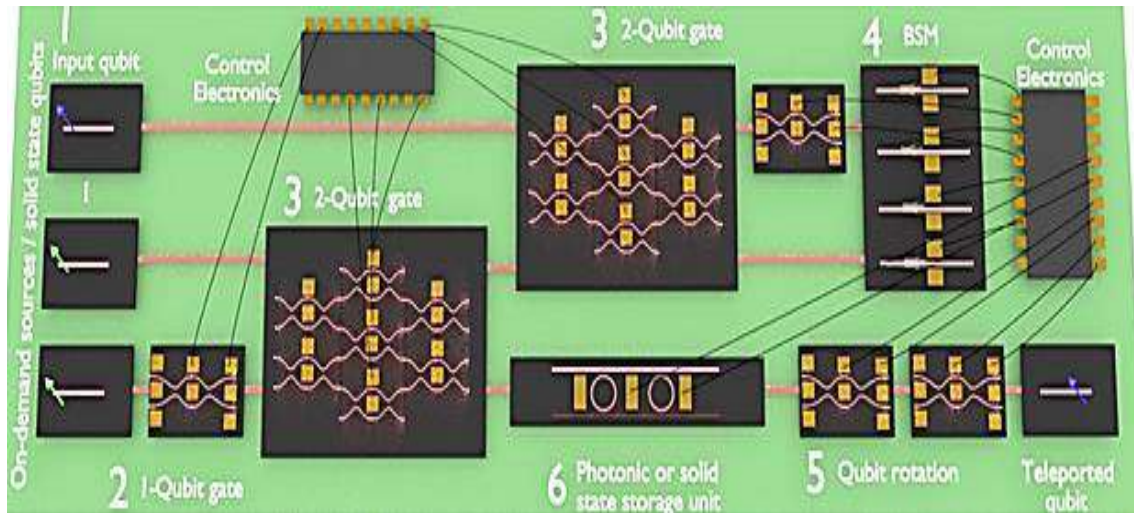 1
Input qubit
Control
Electronics
3 2-Qubit gate
4 BSM
Control
Electronics
On-demand sources / solid state qubits
1
3 2-Qubit gate
2 1-Qubit gate
6 Photonic or solid
state storage unit
5 Qubit rotation
Teleported
qubit